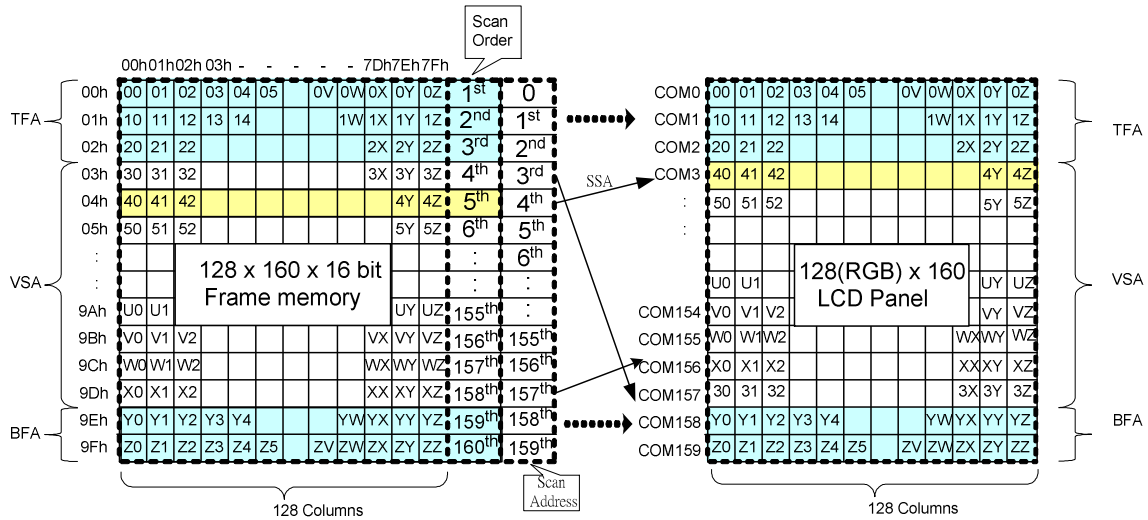 Scan
Order
00h 01h 02h 03h - - - - - 7Dh 7Eh 7Fh
TFA
00h 00 01 02 03 04 05 0V 0W 0X 0Y 0Z 1st 0
01h 10 11 12 13 14 1W 1X 1Y 1Z 2nd 1st
02h 20 21 22 2X 2Y 2Z 3rd 2nd
VSA
03h 30 31 32 3X 3Y 3Z 4th 3rd
04h 40 41 42 4Y 4Z 5th 4th
05h 50 51 52 5Y 5Z 6th 5th
: : 6th
: : :
9Ah U0 U1 UY UZ 155th :
9Bh V0 V1 V2 VX VY VZ 156th 155th
9Ch W0 W1 W2 WX WY WZ 157th 156th
9Dh X0 X1 X2 XX XY XZ 158th 157th
BFA
9Eh Y0 Y1 Y2 Y3 Y4 YW YX YY YZ 159th 158th
9Fh Z0 Z1 Z2 Z3 Z4 Z5 ZV ZW ZX ZY ZZ 160th 159th
128 x 160 x 16 bit
Frame memory
128 Columns
Scan
Address
SSA
COM0 00 01 02 03 04 05 0V 0W 0X 0Y 0Z
COM1 10 11 12 13 14 1W 1X 1Y 1Z
COM2 20 21 22 2X 2Y 2Z
TFA
COM3 40 41 42 4Y 4Z
: 50 51 52 5Y 5Z
:
U0 U1 UY UZ
COM154 V0 V1 V2 VY VZ
COM155 W0 W1 W2 WX WY WZ
COM156 X0 X1 X2 XX XY XZ
COM157 30 31 32 3X 3Y 3Z
VSA
COM158 Y0 Y1 Y2 Y3 Y4 YW YX YY YZ
COM159 Z0 Z1 Z2 Z3 Z4 Z5 ZV ZW ZX ZY ZZ
BFA
128(RGB) x 160
LCD Panel
128 Columns